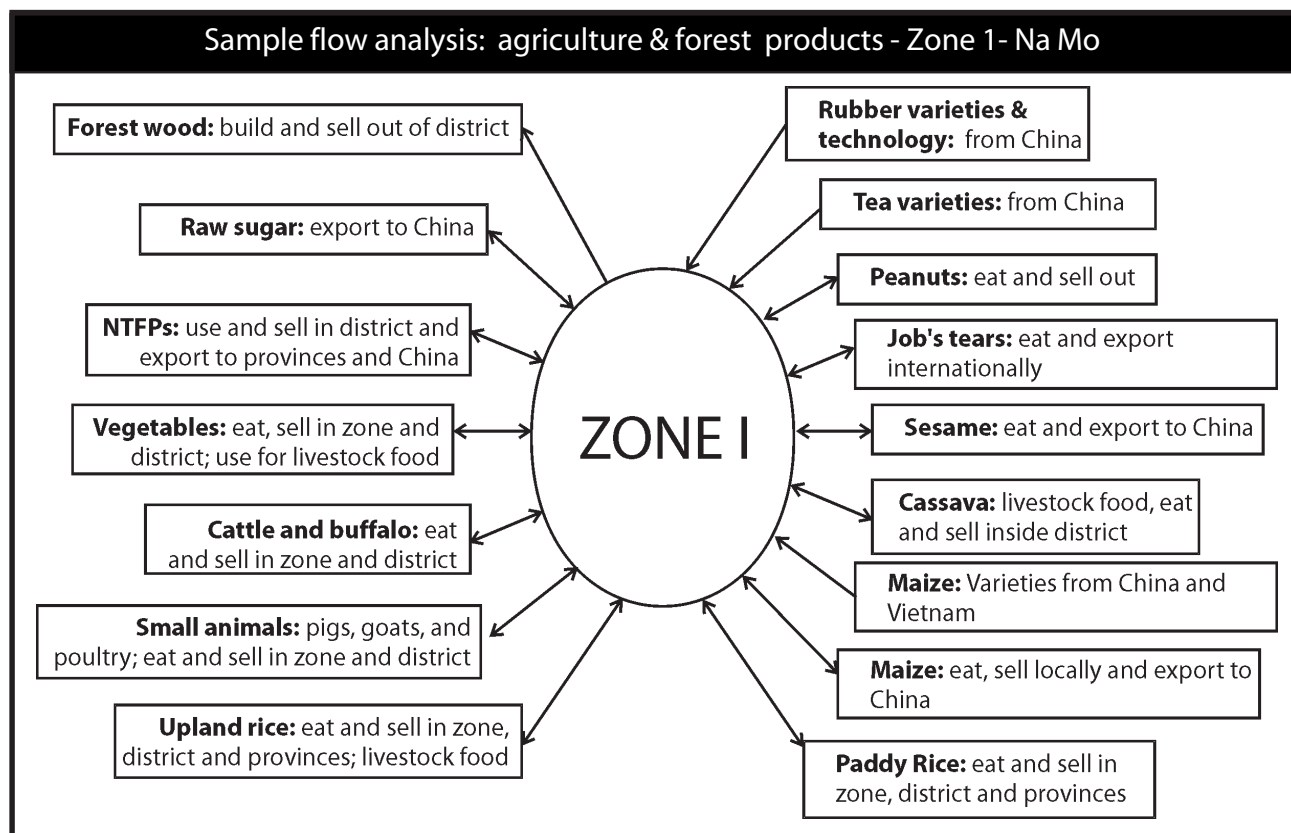 Sample flow analysis: agriculture & forest products - Zone 1- Na Mo
Forest wood: build and sell out of district
Raw sugar: export to China
NTFPs: use and sell in district and
export to provinces and China
Vegetables: eat, sell in zone and
district; use for livestock food
Cattle and buffalo: eat
and sell in zone and district
Small animals: pigs, goats, and
poultry; eat and sell in zone and district
Upland rice: eat and sell in zone,
district and provinces; livestock food
ZONE I
Rubber varieties &
technology: from China
Tea varieties: from China
Peanuts: eat and sell out
Job's tears: eat and export
internationally
Sesame: eat and export to China
Cassava: livestock food, eat
and sell inside district
Maize: Varieties from China and
Vietnam
Maize: eat, sell locally and export to
China
Paddy Rice: eat and sell in
zone, district and provinces